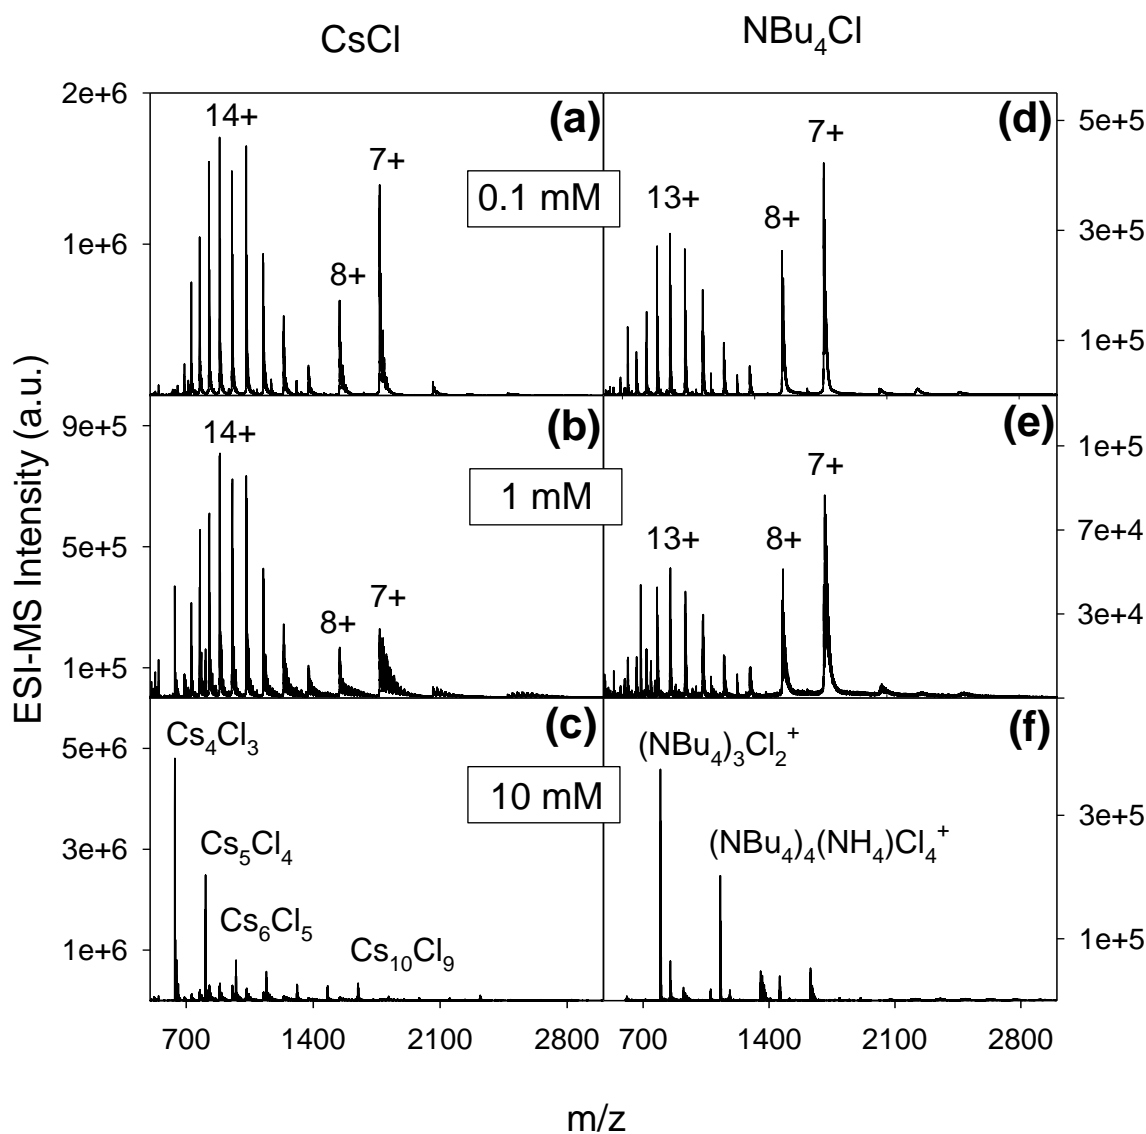 CsCl
NBu₄Cl
ESI-MS Intensity (a.u.)
2e+6
1e+6
14+
8+
7+
(a)
0.1 mM
13+
8+
7+
(d)
5e+5
3e+5
1e+5
9e+5
5e+5
1e+5
14+
8+
7+
(b)
1 mM
13+
8+
7+
(e)
1e+5
7e+4
3e+4
5e+6
3e+6
1e+6
Cs₄Cl₃
Cs₅Cl₄
Cs₆Cl₅
Cs₁₀Cl₉
(c)
10 mM
(NBu₄)₃Cl₂⁺
(NBu₄)₄(NH₄)Cl₄⁺
(f)
3e+5
1e+5
700 1400 2100 2800
700 1400 2100 2800
m/z